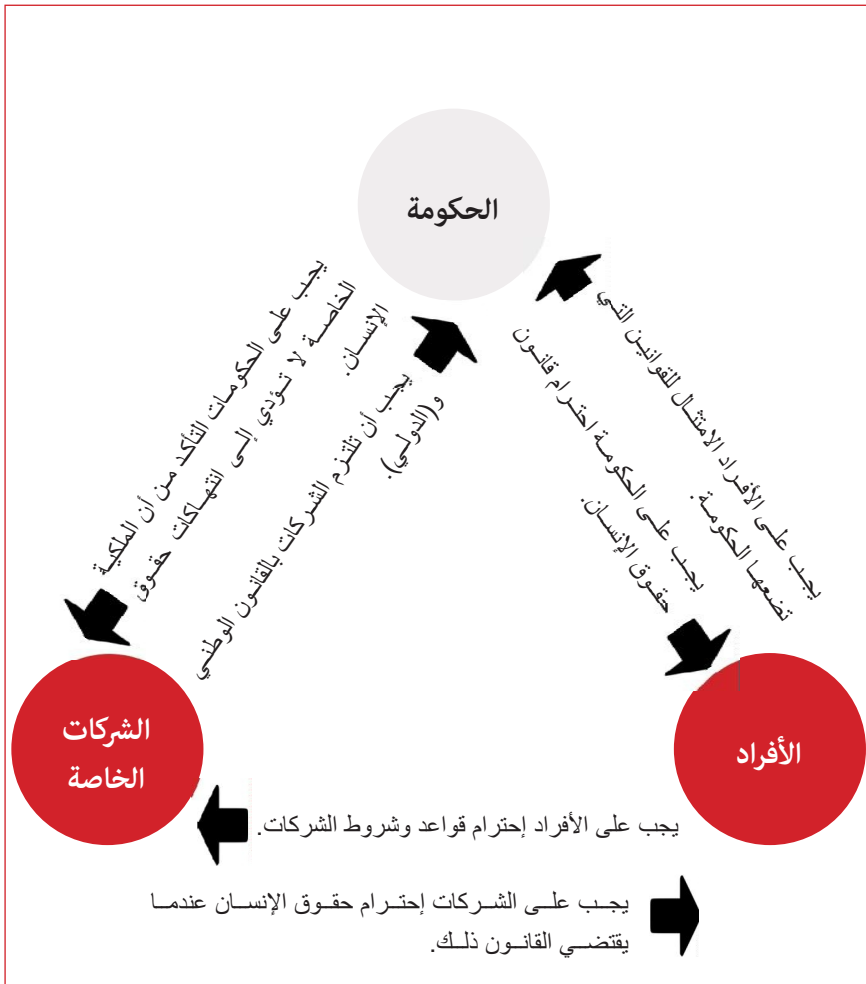 الحكومة
يجب على الحكومات التأكد من أن الملكية
الخاصة لا تؤدي إلى انتهاكات حقوق
الإنسان.
يجب أن تلتزم الشركات بالقانون الوطني
و(الدولي).
يجب على الأفراد الامتثال للقوانين التي
تضعها الحكومة.
يجب على الحكومة احترام قانون
حقوق الإنسان.
الأفراد
الشركات
الخاصة
يجب على الأفراد إحترام قواعد وشروط الشركات.
يجب على الشركات إحترام حقوق الإنسان عندما
يقتضي القانون ذلك.